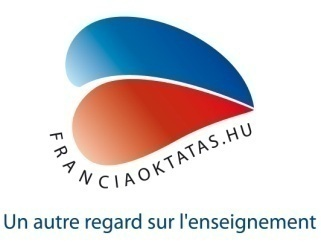 FRANCIAOKTATAS.HU
Un autre regard sur l'enseignement